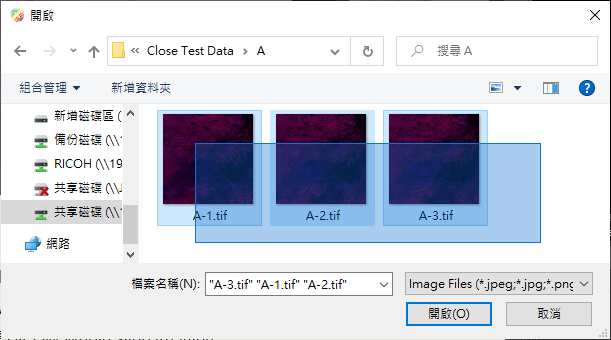 開啟
« Close Test Data › A
搜尋 A
組合管理
新增資料夾
新增磁碟區 (
備份磁碟 (\\1
RICOH (\\19
共享磁碟 (\\J
共享磁碟 (\\1
網路
A-1.tif
A-2.tif
A-3.tif
檔案名稱(N):
"A-3.tif" "A-1.tif" "A-2.tif"
Image Files (*.jpeg;*.jpg;*.png
開啟(O)
取消